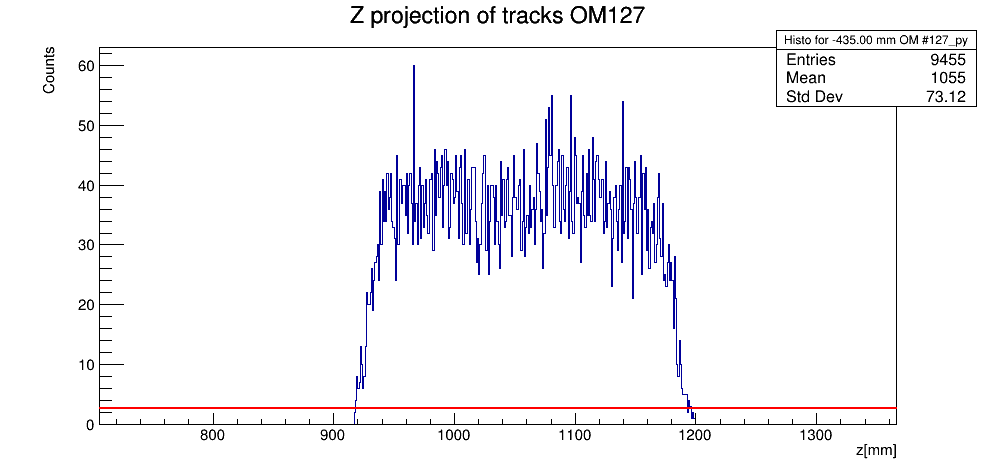 Z projection of tracks OM127
Histo for -435.00 mm OM #127_py
Entries 9455
Mean 1055
Std Dev 73.12
Counts
60
50
40
30
20
10
0
800 900 1000 1100 1200 1300
z[mm]